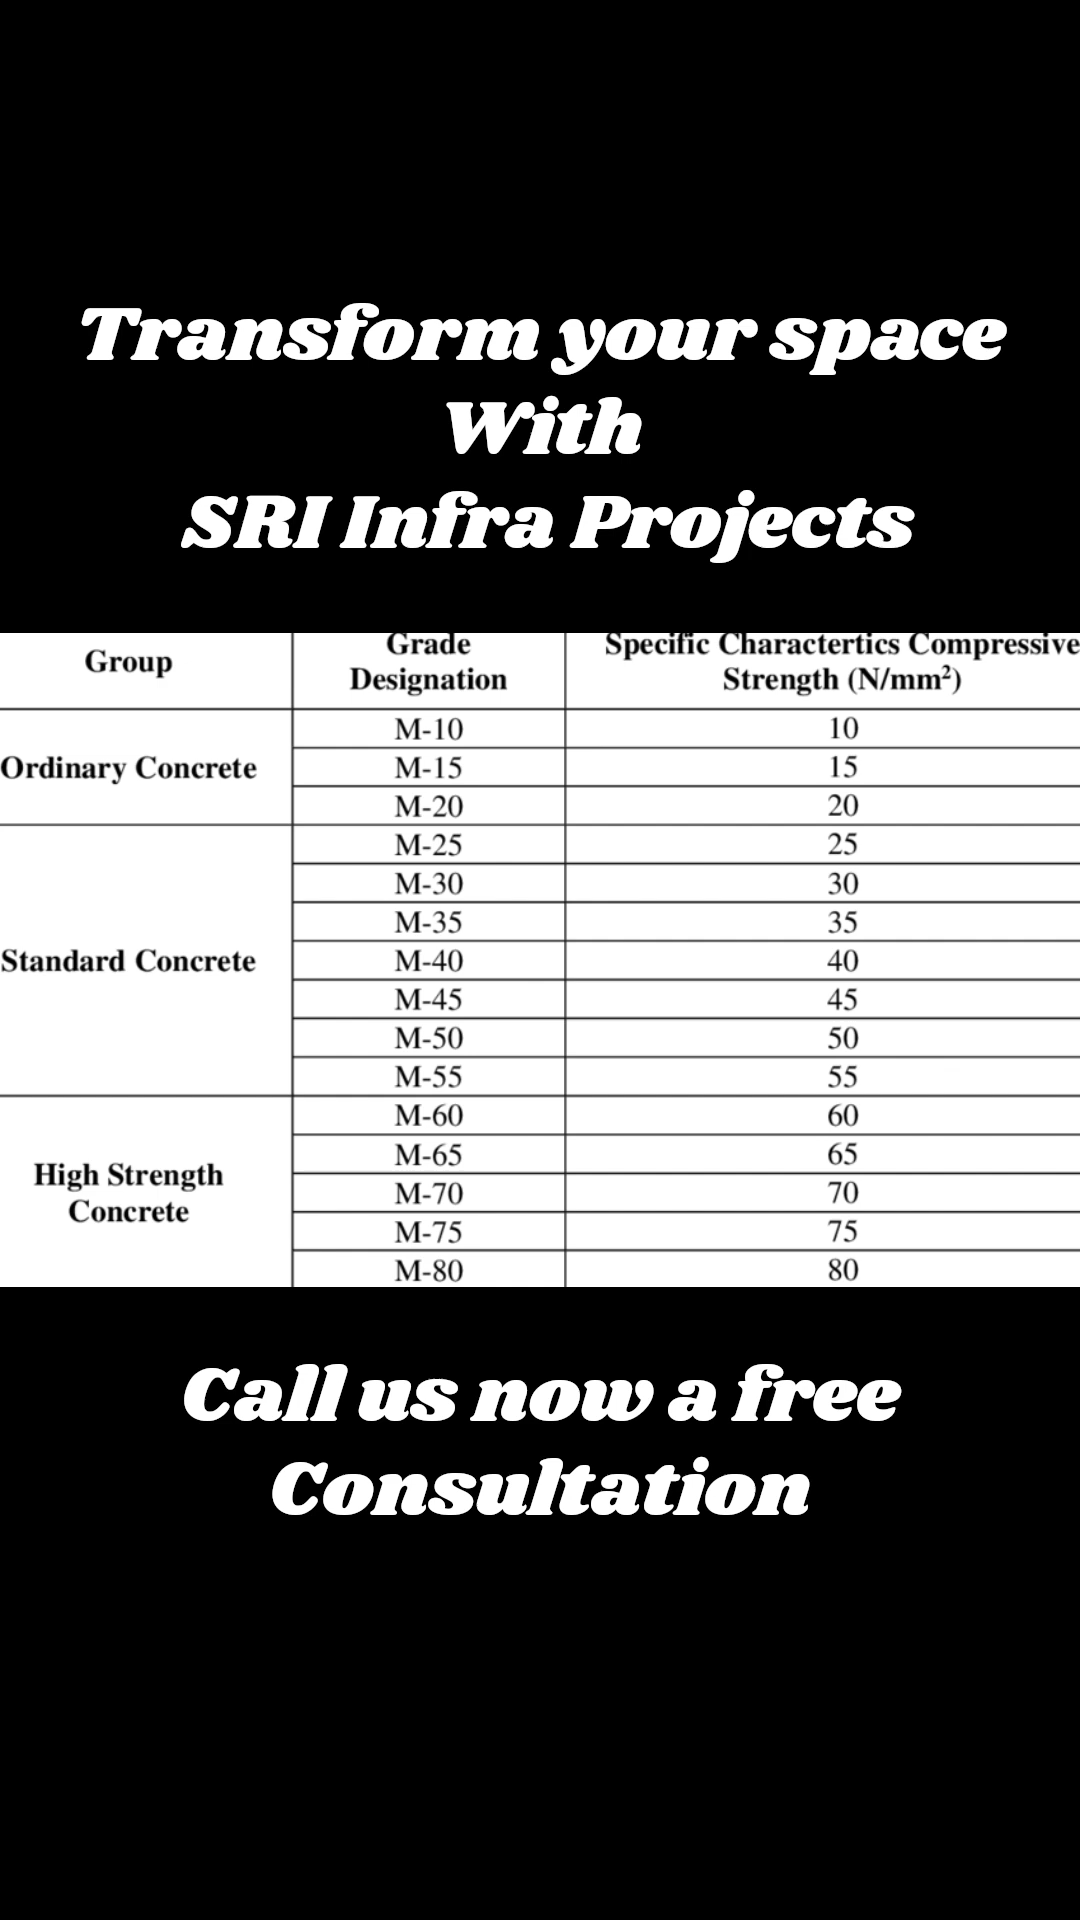 Transform your space
With
SRI Infra Projects
Group
Grade
Designation
Specific Charactertics Compressive
Strength (N/mm²)
Ordinary Concrete
M-10 10
M-15 15
M-20 20
Standard Concrete
M-25 25
M-30 30
M-35 35
M-40 40
M-45 45
M-50 50
M-55 55
High Strength
Concrete
M-60 60
M-65 65
M-70 70
M-75 75
M-80 80
Call us now a free
Consultation